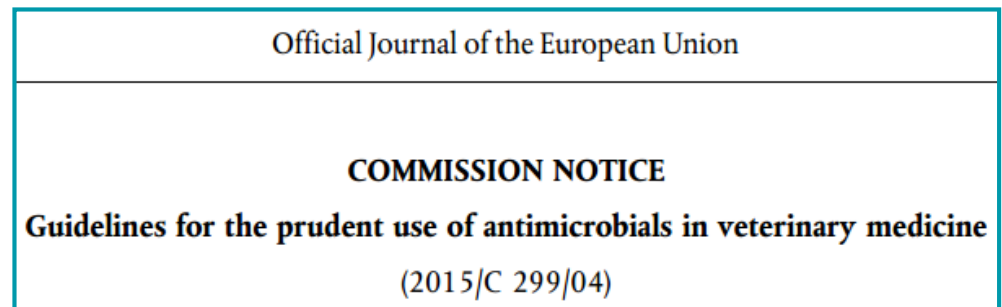 Official Journal of the European Union
COMMISSION NOTICE
Guidelines for the prudent use of antimicrobials in veterinary medicine
(2015/C 299/04)